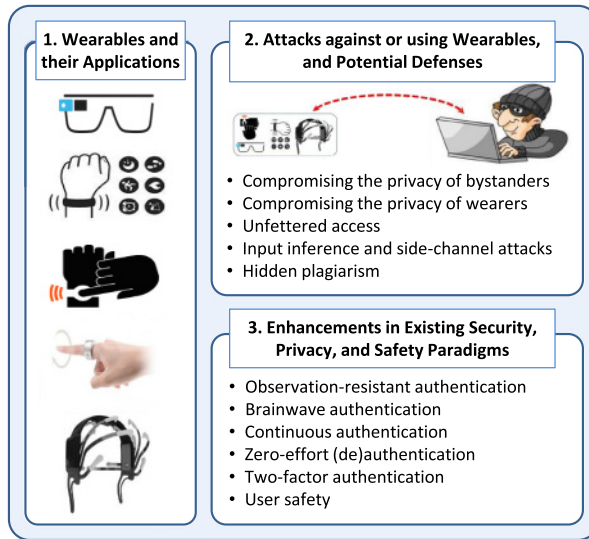 1. Wearables and
their Applications
2. Attacks against or using Wearables,
and Potential Defenses
• Compromising the privacy of bystanders
• Compromising the privacy of wearers
• Unfettered access
• Input inference and side-channel attacks
• Hidden plagiarism
3. Enhancements in Existing Security,
Privacy, and Safety Paradigms
• Observation-resistant authentication
• Brainwave authentication
• Continuous authentication
• Zero-effort (de)authentication
• Two-factor authentication
• User safety